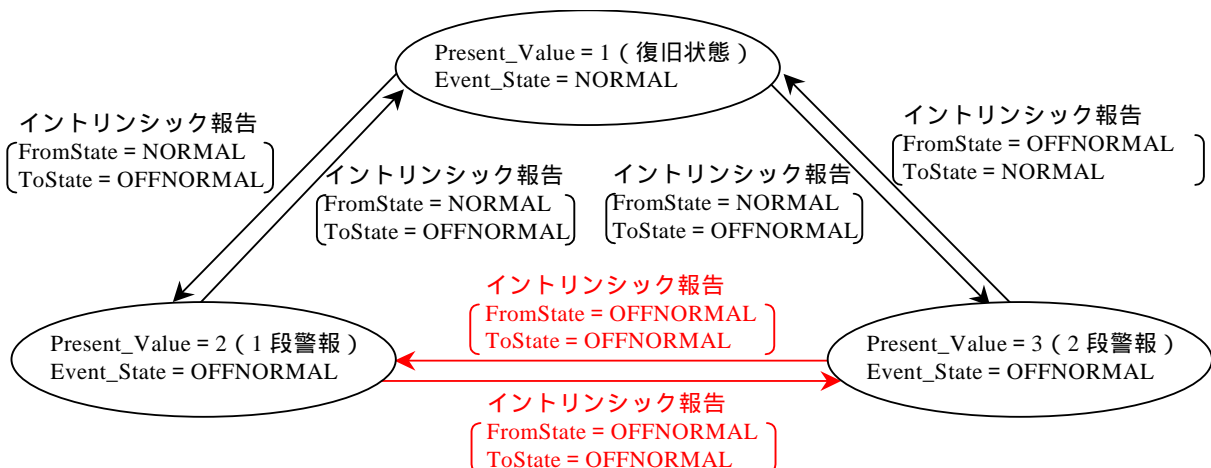 Present_Value = 1 ( 復旧状態 )
Event_State = NORMAL
イントリンシック報告
FromState = NORMAL
ToState = OFFNORMAL
イントリンシック報告
FromState = NORMAL
ToState = OFFNORMAL
イントリンシック報告
FromState = NORMAL
ToState = OFFNORMAL
イントリンシック報告
FromState = OFFNORMAL
ToState = NORMAL
イントリンシック報告
FromState = OFFNORMAL
ToState = OFFNORMAL
Present_Value = 2 ( 1 段警報 )
Event_State = OFFNORMAL
Present_Value = 3 ( 2 段警報 )
Event_State = OFFNORMAL
イントリンシック報告
FromState = OFFNORMAL
ToState = OFFNORMAL